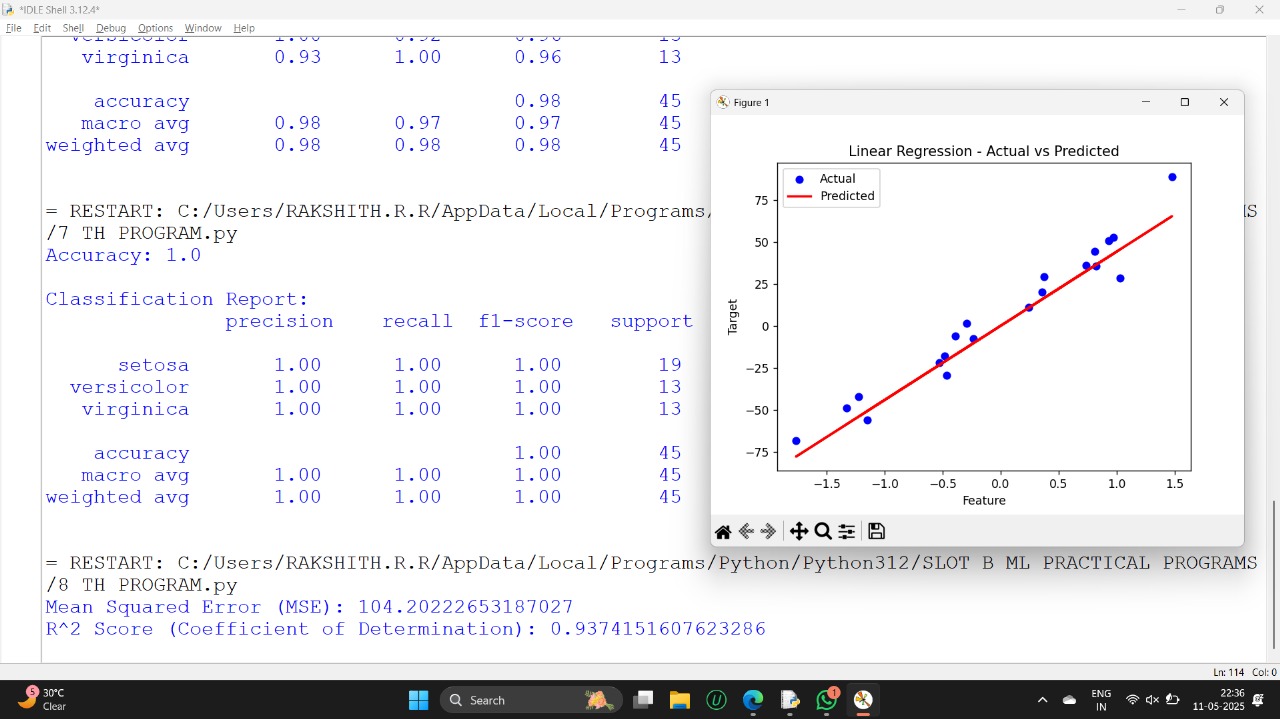 *IDLE Shell 3.12.4*
File Edit Shell Debug Options Window Help
virginica 0.93 1.00 0.96 13
accuracy 0.98 45
macro avg 0.98 0.97 0.97 45
weighted avg 0.98 0.98 0.98 45
= RESTART: C:/Users/RAKSHITH.R.R/AppData/Local/Programs/
/7 TH PROGRAM.py
Accuracy: 1.0
Classification Report:
precision recall f1-score support
setosa 1.00 1.00 1.00 19
versicolor 1.00 1.00 1.00 13
virginica 1.00 1.00 1.00 13
accuracy 1.00 45
macro avg 1.00 1.00 1.00 45
weighted avg 1.00 1.00 1.00 45
= RESTART: C:/Users/RAKSHITH.R.R/AppData/Local/Programs/Python/Python312/SLOT B ML PRACTICAL PROGRAMS
/8 TH PROGRAM.py
Mean Squared Error (MSE): 104.20222653187027
R^2 Score (Coefficient of Determination): 0.9374151607623286
Figure 1
Linear Regression - Actual vs Predicted
Actual
Predicted
Target
75
50
25
0
−25
−50
−75
−1.5 −1.0 −0.5 0.0 0.5 1.0 1.5
Feature
Ln: 114 Col: 0
5
30°C
Clear
Search
1
ENG
IN
22:36
11-05-2025